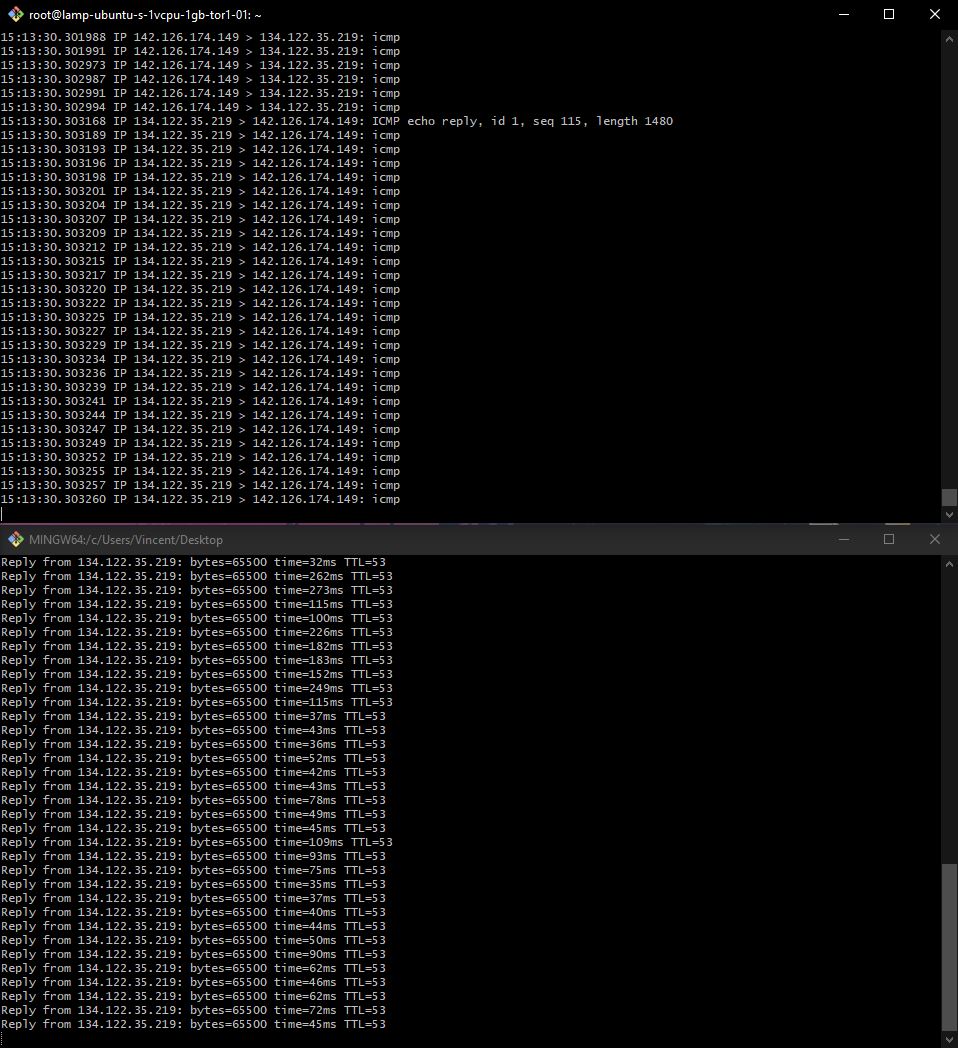 root@lamp-ubuntu-s-1vcpu-1gb-tor1-01: ~
15:13:30.301988 IP 142.126.174.149 > 134.122.35.219: icmp
15:13:30.301991 IP 142.126.174.149 > 134.122.35.219: icmp
15:13:30.302973 IP 142.126.174.149 > 134.122.35.219: icmp
15:13:30.302987 IP 142.126.174.149 > 134.122.35.219: icmp
15:13:30.302991 IP 142.126.174.149 > 134.122.35.219: icmp
15:13:30.302994 IP 142.126.174.149 > 134.122.35.219: icmp
15:13:30.303168 IP 134.122.35.219 > 142.126.174.149: ICMP echo reply, id 1, seq 115, length 1480
15:13:30.303189 IP 134.122.35.219 > 142.126.174.149: icmp
15:13:30.303193 IP 134.122.35.219 > 142.126.174.149: icmp
15:13:30.303196 IP 134.122.35.219 > 142.126.174.149: icmp
15:13:30.303198 IP 134.122.35.219 > 142.126.174.149: icmp
15:13:30.303201 IP 134.122.35.219 > 142.126.174.149: icmp
15:13:30.303204 IP 134.122.35.219 > 142.126.174.149: icmp
15:13:30.303207 IP 134.122.35.219 > 142.126.174.149: icmp
15:13:30.303209 IP 134.122.35.219 > 142.126.174.149: icmp
15:13:30.303212 IP 134.122.35.219 > 142.126.174.149: icmp
15:13:30.303215 IP 134.122.35.219 > 142.126.174.149: icmp
15:13:30.303217 IP 134.122.35.219 > 142.126.174.149: icmp
15:13:30.303220 IP 134.122.35.219 > 142.126.174.149: icmp
15:13:30.303222 IP 134.122.35.219 > 142.126.174.149: icmp
15:13:30.303225 IP 134.122.35.219 > 142.126.174.149: icmp
15:13:30.303227 IP 134.122.35.219 > 142.126.174.149: icmp
15:13:30.303229 IP 134.122.35.219 > 142.126.174.149: icmp
15:13:30.303234 IP 134.122.35.219 > 142.126.174.149: icmp
15:13:30.303236 IP 134.122.35.219 > 142.126.174.149: icmp
15:13:30.303239 IP 134.122.35.219 > 142.126.174.149: icmp
15:13:30.303241 IP 134.122.35.219 > 142.126.174.149: icmp
15:13:30.303244 IP 134.122.35.219 > 142.126.174.149: icmp
15:13:30.303247 IP 134.122.35.219 > 142.126.174.149: icmp
15:13:30.303249 IP 134.122.35.219 > 142.126.174.149: icmp
15:13:30.303252 IP 134.122.35.219 > 142.126.174.149: icmp
15:13:30.303255 IP 134.122.35.219 > 142.126.174.149: icmp
15:13:30.303257 IP 134.122.35.219 > 142.126.174.149: icmp
15:13:30.303260 IP 134.122.35.219 > 142.126.174.149: icmp
MINGW64:/c/Users/Vincent/Desktop
Reply from 134.122.35.219: bytes=65500 time=32ms TTL=53
Reply from 134.122.35.219: bytes=65500 time=262ms TTL=53
Reply from 134.122.35.219: bytes=65500 time=273ms TTL=53
Reply from 134.122.35.219: bytes=65500 time=115ms TTL=53
Reply from 134.122.35.219: bytes=65500 time=100ms TTL=53
Reply from 134.122.35.219: bytes=65500 time=226ms TTL=53
Reply from 134.122.35.219: bytes=65500 time=182ms TTL=53
Reply from 134.122.35.219: bytes=65500 time=183ms TTL=53
Reply from 134.122.35.219: bytes=65500 time=152ms TTL=53
Reply from 134.122.35.219: bytes=65500 time=249ms TTL=53
Reply from 134.122.35.219: bytes=65500 time=115ms TTL=53
Reply from 134.122.35.219: bytes=65500 time=37ms TTL=53
Reply from 134.122.35.219: bytes=65500 time=43ms TTL=53
Reply from 134.122.35.219: bytes=65500 time=36ms TTL=53
Reply from 134.122.35.219: bytes=65500 time=52ms TTL=53
Reply from 134.122.35.219: bytes=65500 time=42ms TTL=53
Reply from 134.122.35.219: bytes=65500 time=43ms TTL=53
Reply from 134.122.35.219: bytes=65500 time=78ms TTL=53
Reply from 134.122.35.219: bytes=65500 time=49ms TTL=53
Reply from 134.122.35.219: bytes=65500 time=45ms TTL=53
Reply from 134.122.35.219: bytes=65500 time=109ms TTL=53
Reply from 134.122.35.219: bytes=65500 time=93ms TTL=53
Reply from 134.122.35.219: bytes=65500 time=75ms TTL=53
Reply from 134.122.35.219: bytes=65500 time=35ms TTL=53
Reply from 134.122.35.219: bytes=65500 time=37ms TTL=53
Reply from 134.122.35.219: bytes=65500 time=40ms TTL=53
Reply from 134.122.35.219: bytes=65500 time=44ms TTL=53
Reply from 134.122.35.219: bytes=65500 time=50ms TTL=53
Reply from 134.122.35.219: bytes=65500 time=90ms TTL=53
Reply from 134.122.35.219: bytes=65500 time=62ms TTL=53
Reply from 134.122.35.219: bytes=65500 time=46ms TTL=53
Reply from 134.122.35.219: bytes=65500 time=62ms TTL=53
Reply from 134.122.35.219: bytes=65500 time=72ms TTL=53
Reply from 134.122.35.219: bytes=65500 time=45ms TTL=53